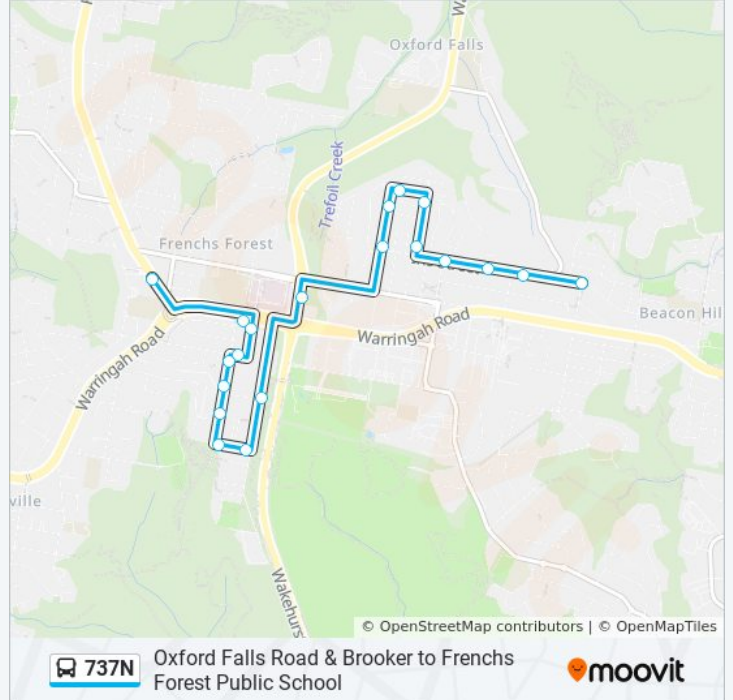 Oxford Falls
Trefoil Creek
Frenchs Forest
Warringah Road
Beacon Hil
Warringah Road
ville
Wakehurs
© OpenStreetMap contributors | © OpenMapTiles
737N
Oxford Falls Road & Brooker to Frenchs
Forest Public School
moovit